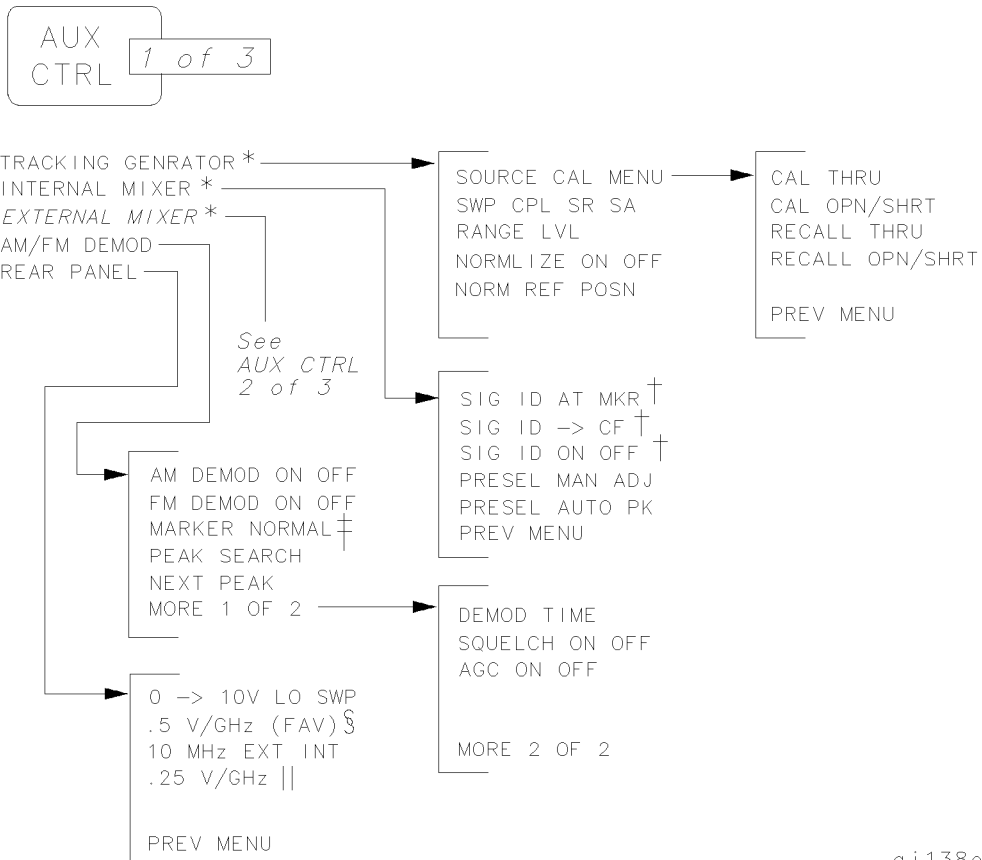 AUX
CTRL
1 of 3
TRACKING GENRATOR*
INTERNAL MIXER*
EXTERNAL MIXER*
AM/FM DEMOD
REAR PANEL
SOURCE CAL MENU
SWP CPL SR SA
RANGE LVL
NORMLIZE ON OFF
NORM REF POSN
CAL THRU
CAL OPN/SHRT
RECALL THRU
RECALL OPN/SHRT
PREV MENU
See
AUX CTRL
2 of 3
SIG ID AT MKR†
SIG ID –> CF†
SIG ID ON OFF†
PRESEL MAN ADJ
PRESEL AUTO PK
PREV MENU
AM DEMOD ON OFF
FM DEMOD ON OFF
MARKER NORMAL‡
PEAK SEARCH
NEXT PEAK
MORE 1 OF 2
DEMOD TIME
SQUELCH ON OFF
AGC ON OFF
MORE 2 OF 2
0 –> 10V LO SWP
.5 V/GHz (FAV)§
10 MHz EXT INT
.25 V/GHz ||
PREV MENU